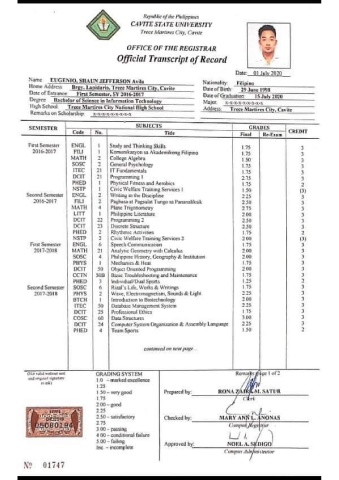 Republic of the Philippines
CAVITE STATE UNIVERSITY
Trece Martires City, Cavite
OFFICE OF THE REGISTRAR
Official Transcript of Record
Date: 01 July 2020
Name EUGENIO, SHAUN JEFFERSON Avila
Nationality: Filipino
Home Address Brgy. Lapidario, Trece Martires City, Cavite
Date of Birth 29 June 1998
Date of Entrance First Semester, SY 2016-2017
Date of Graduation 15 July 2020
Degree Bachelor of Science in Information Technology
Major x-x-x-x-x-x-x-x-x
High School Trece Martires City National High School
Address: Trece Martires City, Cavite
Remarks on Scholarship x-x-x-x-x-x-x-x-x
SEMESTER SUBJECTS GRADES CREDIT
Code No. Title Final Re-Exam
First Semester ENGL 1 Study and Thinking Skills 1.75 3
2016-2017 FILI 1 Komunikasyon sa Akademikong Filipino 1.75 3
MATH 2 College Algebra 1.50 3
SOSC 2 General Psychology 1.75 3
ITEC 21 IT Fundamentals 1.75 3
DCIT 21 Programming 1 2.75 3
PHED 1 Physical Fitness and Aerobics 1.75 2
NSTP 1 Civic Welfare Training Services 1 1.50 (3)
Second Semester ENGL 2 Writing in the Discipline 2.25 3
2016-2017 FILI 2 Pagbasa at Pagsulat Tungo sa Pananaliksik 2.50 3
MATH 4 Plane Trigonometry 2.75 3
LITT 1 Philippine Literature 2.00 3
DCIT 22 Programming 2 2.50 3
DCIT 23 Discrete Structure 2.50 3
PHED 2 Rhythmic Activities 1.75 2
NSTP 2 Civic Welfare Training Services 2 2.00 (3)
First Semester ENGL 6 Speech Communication 1.75 3
2017-2018 MATH 21 Analytic Geometry with Calculus 2.00 3
SOSC 4 Philippine History, Geography & Institution 2.00 3
PHYS 1 Mechanics & Heat 1.75 3
DCIT 50 Object Oriented Programming 2.00 3
CCTN 50B Basic Troubleshooting and Maintenance 1.75 3
PHED 3 Individual/Dual Sports 1.25 2
Second Semester SOSC 6 Rizal's Life, Works & Writings 1.75 3
2017-2018 PHYS 2 Wave, Electromagnetism, Sounds & Light 2.25 3
BTCH 1 Introduction to Biotechnology 2.00 3
ITEC 50 Database Management System 2.25 3
DCIT 25 Professional Ethics 1.75 3
COSC 60 Data Structures 3.00 3
DCIT 24 Computer System Organization & Assembly Language 2.25 3
PHED 4 Team Sports 1.50 2
continued on next page
(Not valid without seal and registrar signature
GRADING SYSTEM
Remarks: page 1 of 2
1.0 – marked excellence
1.25
1.50 – very good
1.75
2.00 – good
2.25
2.50 – satisfactory
2.75
3.00 – passing
4.00 – conditional failure
5.00 – failing
Inc. – incomplete
Prepared by: SATUR
Clerk
Checked by: MARY ANN L. ANONAS
Campus Registrar
Approved by: NOEL A. SEDIGO
Campus Administrator
№ 01747